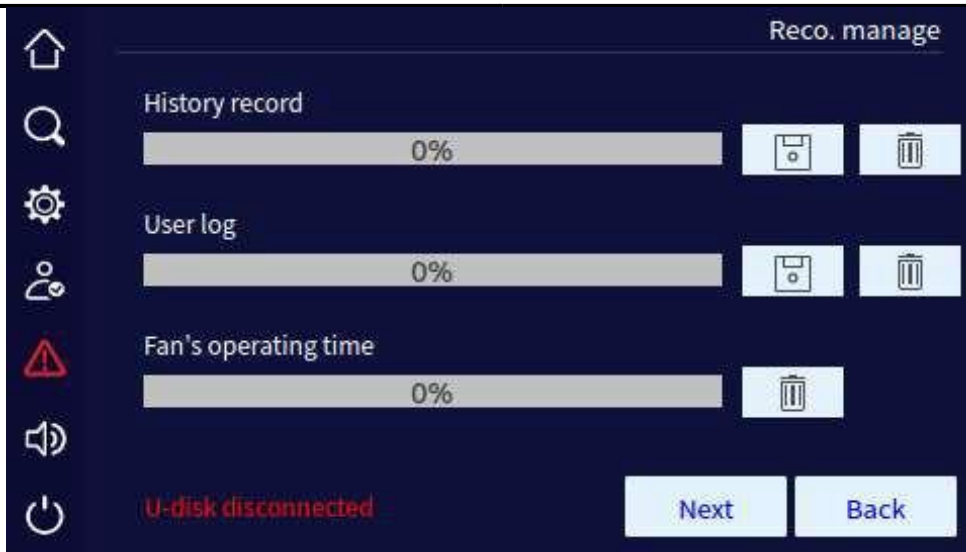 Reco. manage
History record
0%
User log
0%
Fan's operating time
0%
U-disk disconnected
Next
Back